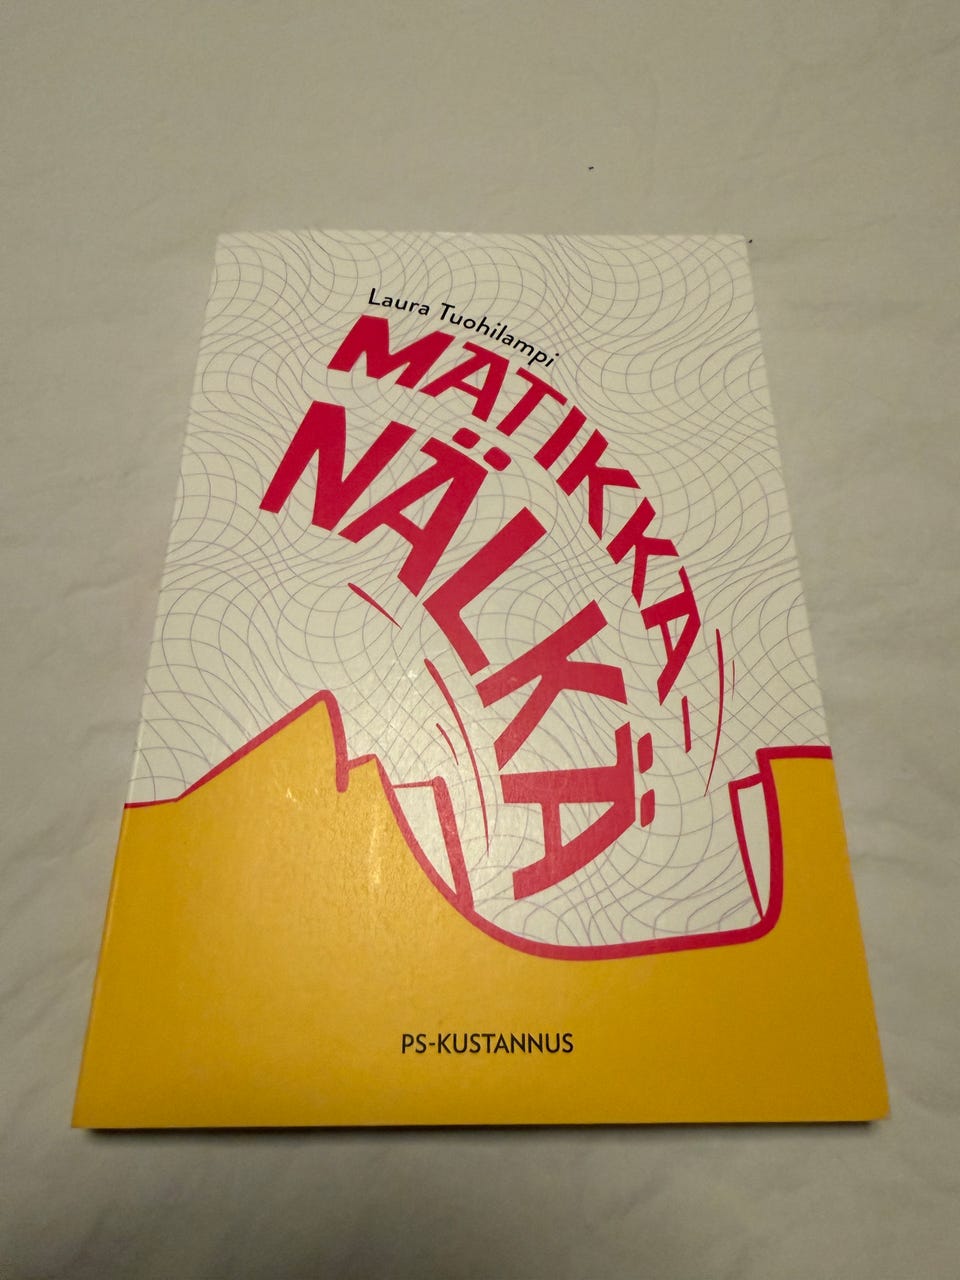 Laura Tuohilampi
MATIKKA-
NÄLKÄ
PS-KUSTANNUS